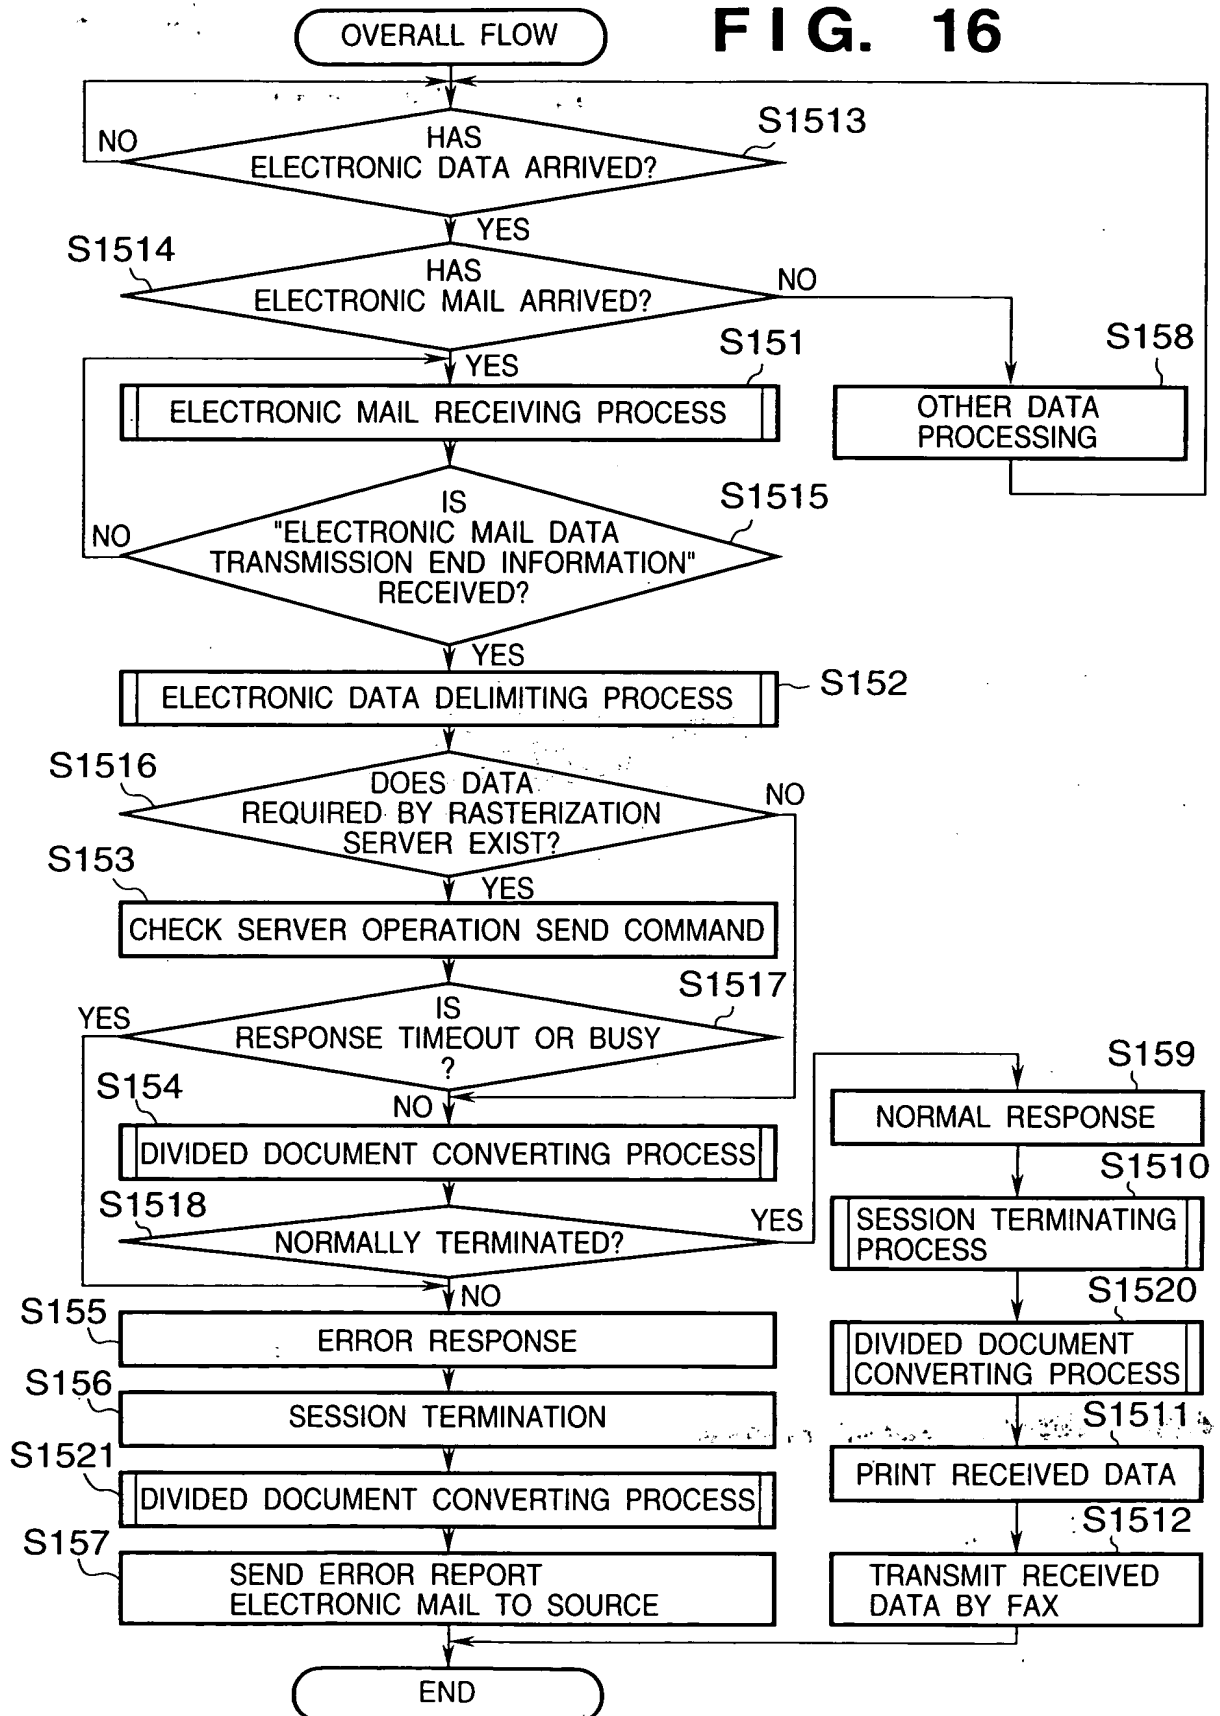 FIG. 16
OVERALL FLOW
NO
HAS
ELECTRONIC DATA ARRIVED?
S1513
YES
S1514
HAS
ELECTRONIC MAIL ARRIVED?
NO
YES
S151
S158
ELECTRONIC MAIL RECEIVING PROCESS
OTHER DATA
PROCESSING
NO
IS
"ELECTRONIC MAIL DATA
TRANSMISSION END INFORMATION"
RECEIVED?
S1515
YES
ELECTRONIC DATA DELIMITING PROCESS
S152
S1516
DOES DATA
REQUIRED BY RASTERIZATION
SERVER EXIST?
NO
S153
YES
CHECK SERVER OPERATION SEND COMMAND
YES
IS
RESPONSE TIMEOUT OR BUSY
?
S1517
S154
NO
DIVIDED DOCUMENT CONVERTING PROCESS
S1518
NORMALLY TERMINATED?
YES
NO
S155
ERROR RESPONSE
S156
SESSION TERMINATION
S1521
DIVIDED DOCUMENT CONVERTING PROCESS
S157
SEND ERROR REPORT
ELECTRONIC MAIL TO SOURCE
S159
NORMAL RESPONSE
S1510
SESSION TERMINATING
PROCESS
S1520
DIVIDED DOCUMENT
CONVERTING PROCESS
S1511
PRINT RECEIVED DATA
S1512
TRANSMIT RECEIVED
DATA BY FAX
END